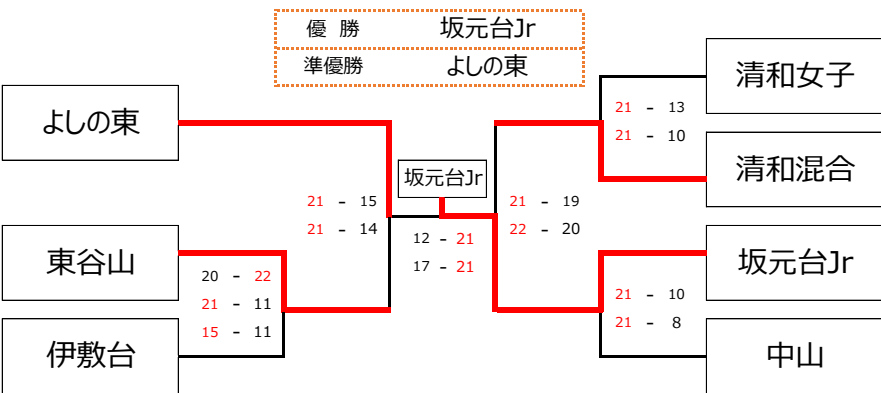 優 勝 坂元台Jr
準優勝 よしの東
よしの東
東谷山
伊敷台
20 - 22
21 - 11
15 - 11
21 - 15
21 - 14
坂元台Jr
12 - 21
17 - 21
21 - 19
22 - 20
21 - 13
21 - 10
21 - 10
21 - 8
清和女子
清和混合
坂元台Jr
中山